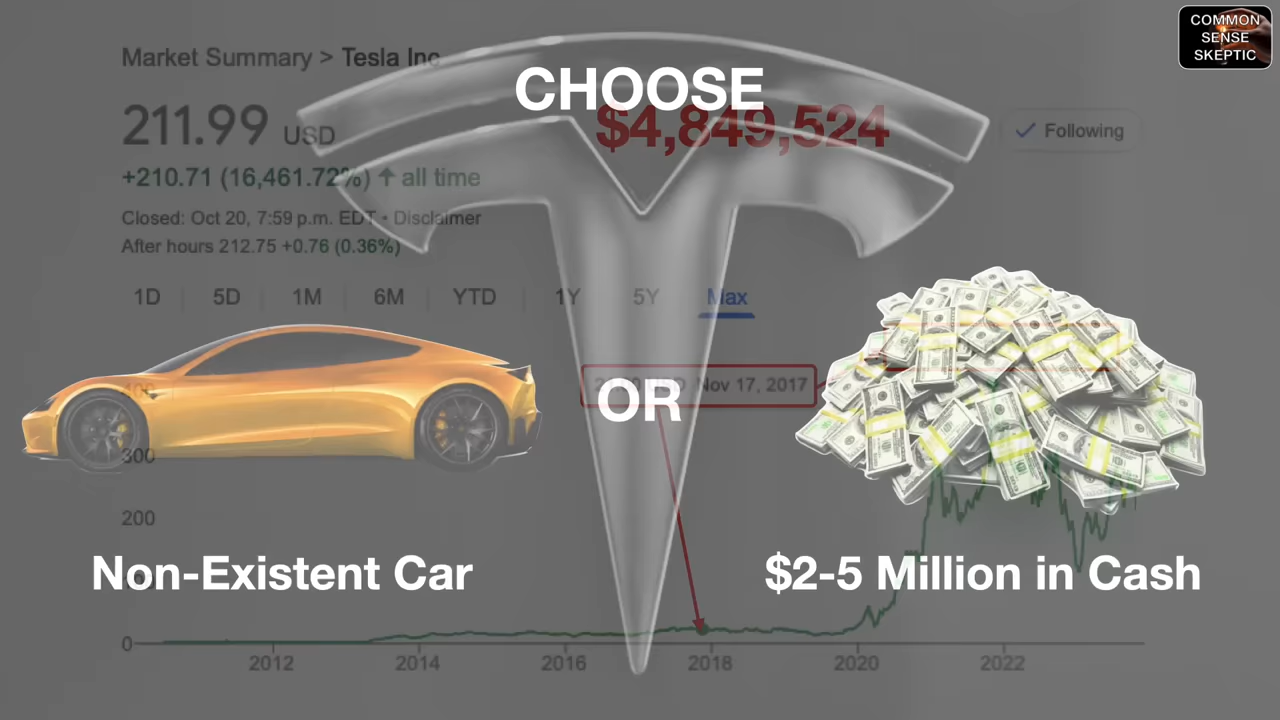 COMMON
SENSE
SKEPTIC
Market Summary > Tesla Inc
CHOOSE
211.99 USD
$4,849,524
Following
+210.71 (16,461.72%) ↑ all time
Closed: Oct 20, 7:59 p.m. EDT • Disclaimer
After hours 212.75 +0.76 (0.36%)
1D 5D 1M 6M YTD 1Y 5Y Max
Nov 17, 2017
OR
400
300
200
Non-Existent Car
$2-5 Million in Cash
0
2012 2014 2016 2018 2020 2022